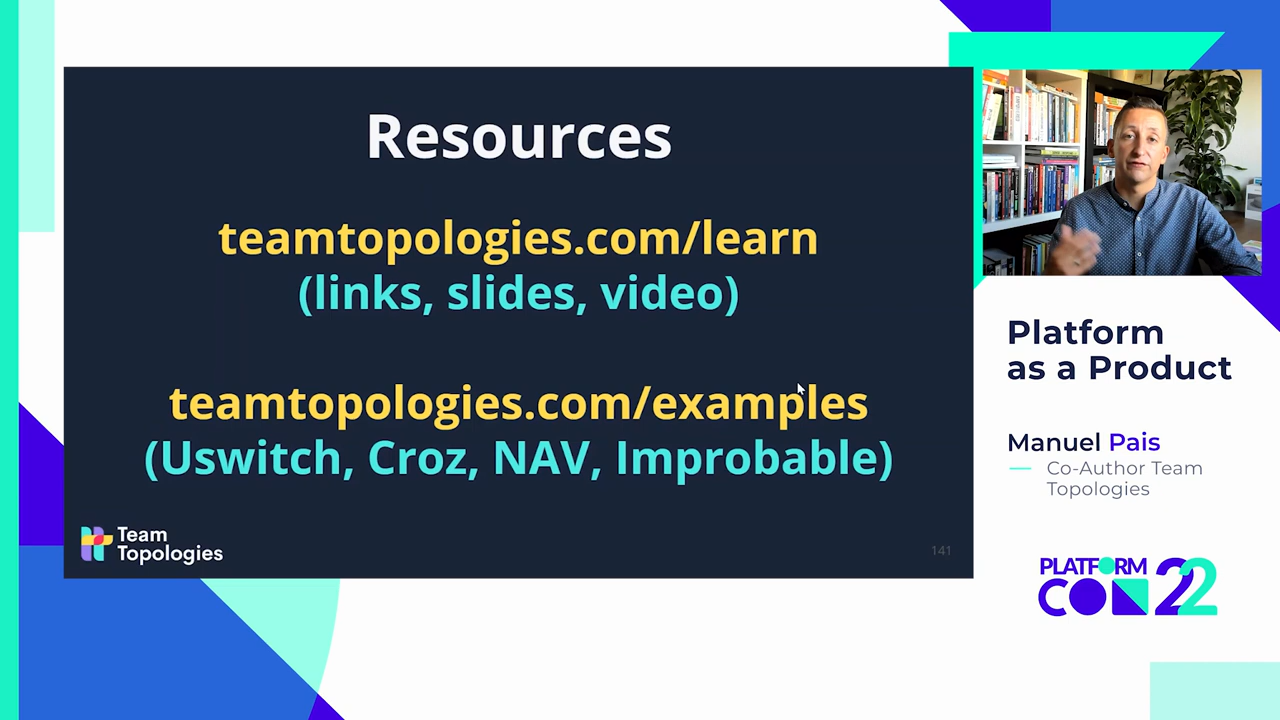 Resources
teamtopologies.com/learn
(links, slides, video)
teamtopologies.com/examples
(Uswitch, Croz, NAV, Improbable)
Team
Topologies
141
Platform
as a Product
Manuel Pais
Co-Author Team
Topologies
PLATFORM
CON 22